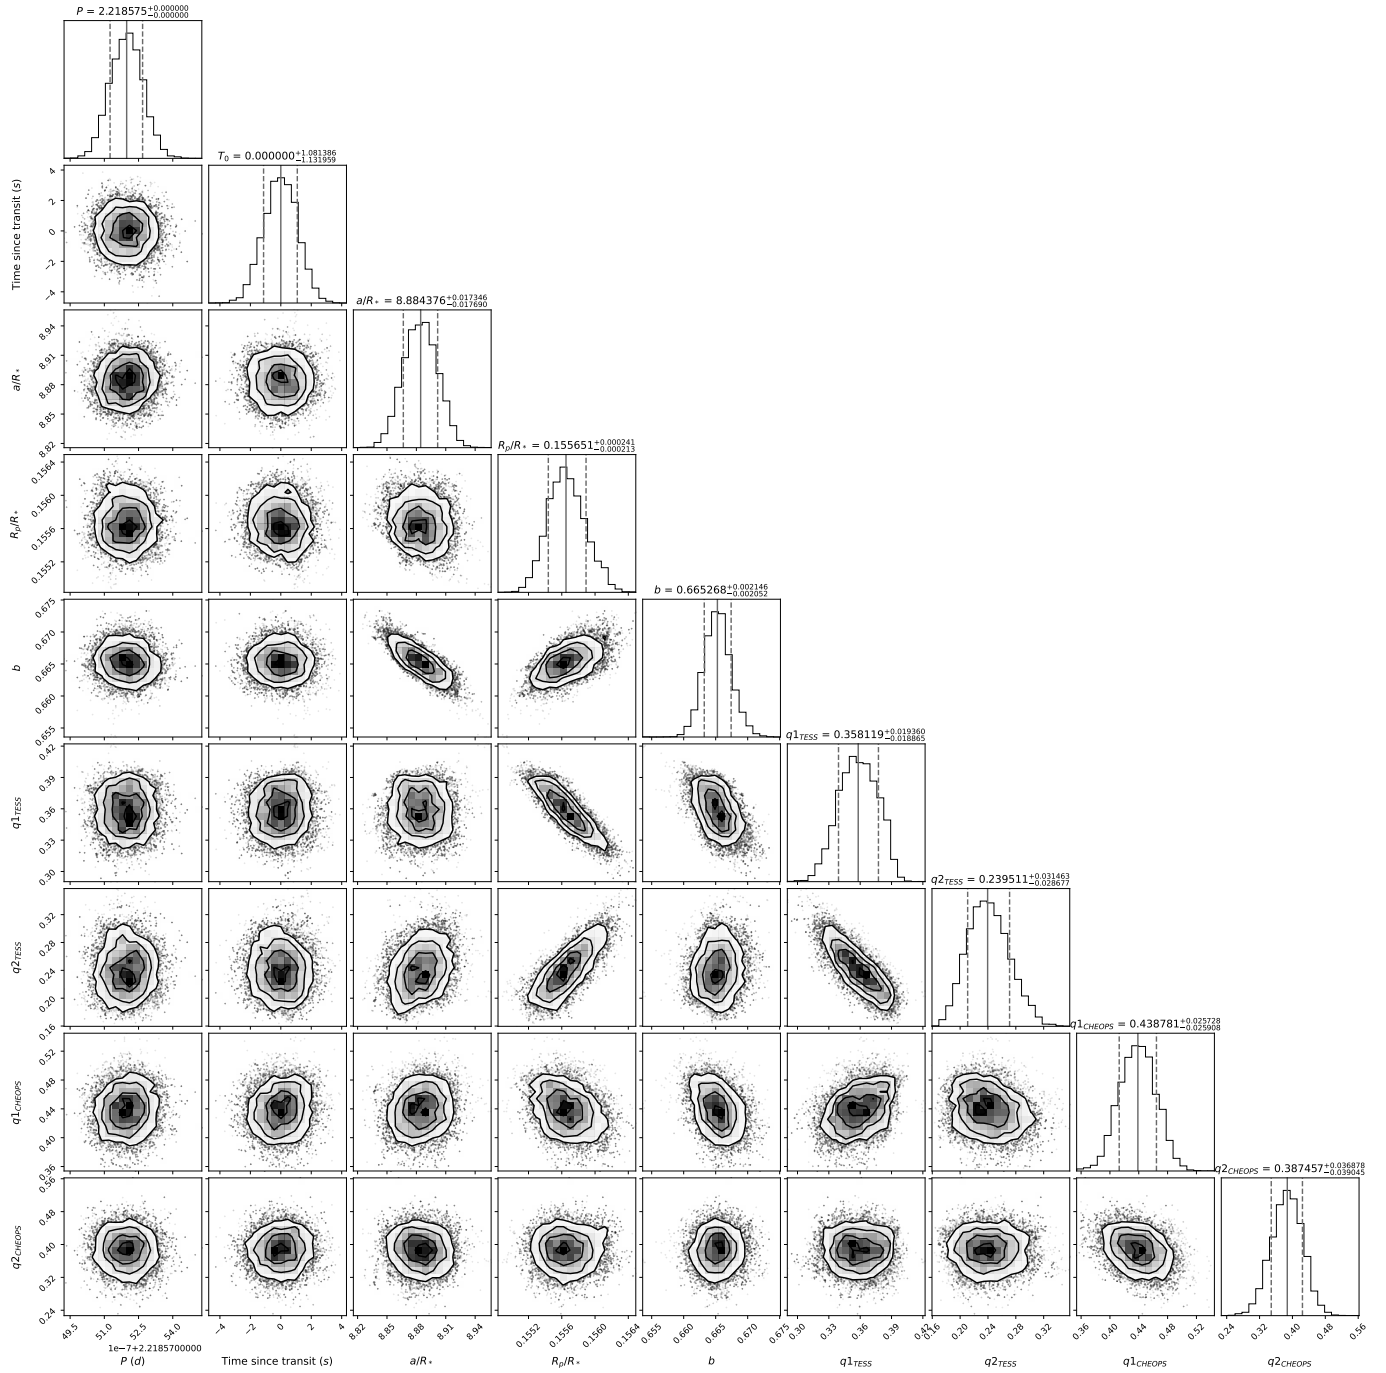 P = 2.218575+0.000000 −0.000000
T0 = 0.000000+1.081386 −1.131959
Time since transit (s)
4
2
0
−2
−4
a/R* = 8.884376+0.017346 −0.017690
a/R*
8.94
8.91
8.88
8.85
8.82
Rp/R* = 0.155651+0.000241 −0.000213
Rp/R*
0.1564
0.1560
0.1556
0.1552
b = 0.665268+0.002146 −0.002052
b
0.675
0.670
0.665
0.660
0.655
q1TESS = 0.358119+0.019360 −0.018865
q1TESS
0.42
0.39
0.36
0.33
0.30
q2TESS = 0.239511+0.031463 −0.028677
q2TESS
0.32
0.28
0.24
0.20
0.16
q1CHEOPS = 0.438781+0.025728 −0.025908
q1CHEOPS
0.52
0.48
0.44
0.40
0.36
q2CHEOPS = 0.387457+0.036878 −0.039045
q2CHEOPS
0.56
0.48
0.40
0.32
0.24
49.5 51.0 52.5 54.0
−4 −2 0 2 4
8.82 8.85 8.88 8.91 8.94
0.1552 0.1556 0.1560 0.1564
0.655 0.660 0.665 0.670 0.675
0.30 0.33 0.36 0.39 0.42
0.16 0.20 0.24 0.28 0.32
0.36 0.40 0.44 0.48 0.52
0.24 0.32 0.40 0.48 0.56
1e−7+2.2185700000
P (d) Time since transit (s) a/R* Rp/R* b q1TESS q2TESS q1CHEOPS q2CHEOPS